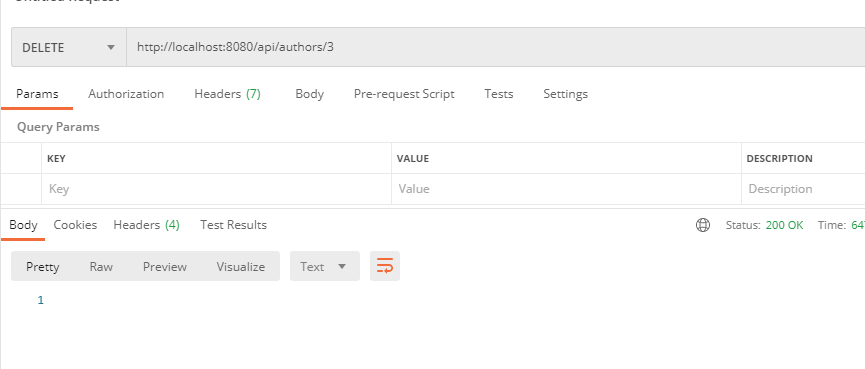 DELETE http://localhost:8080/api/authors/3
Params Authorization Headers (7) Body Pre-request Script Tests Settings
Query Params
KEY VALUE DESCRIPTION
Key Value Description
Body Cookies Headers (4) Test Results Status: 200 OK Time:
Pretty Raw Preview Visualize Text
1